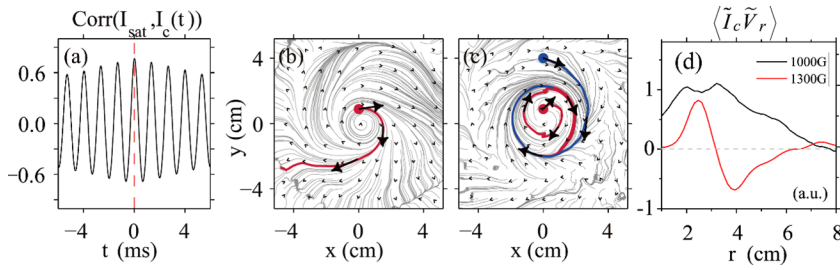 Corr(I_sat,I_c(t))
⟨Ĩ_c Ṽ_r⟩
(a)
(b)
(c)
(d)
1000G
1300G
0.6
0.0
−0.6
4
0
−4
y (cm)
1
0
-1
(a.u.)
−4 0 4
−4 0 4
−4 0 4
2 4 6 8
t (ms)
x (cm)
x (cm)
r (cm)